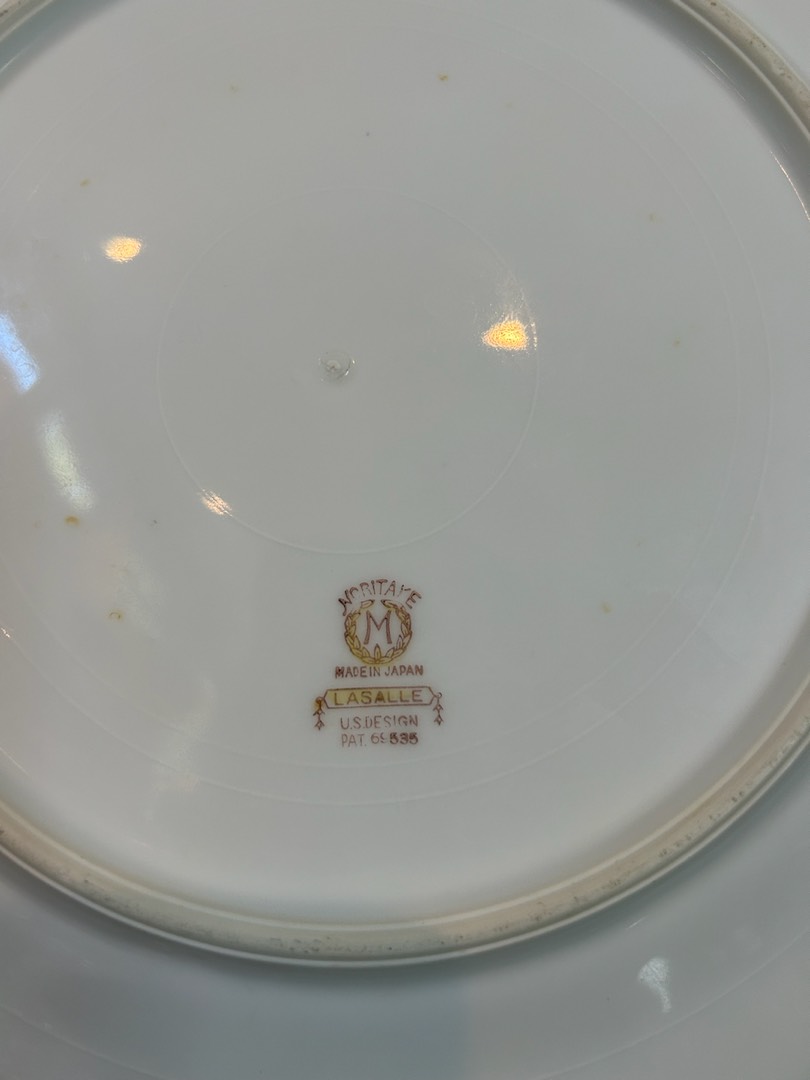 NORITAKE
M
MADE IN JAPAN
LASALLE
U.S.DESIGN
PAT. 69535